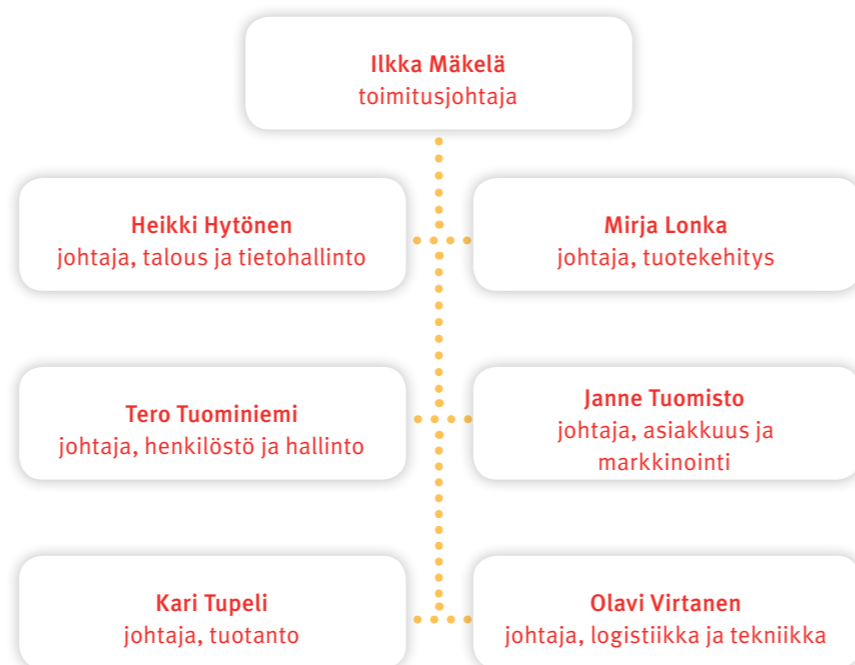 Ilkka Mäkelä
toimitusjohtaja
Heikki Hytönen
johtaja, talous ja tietohallinto
Mirja Lonka
johtaja, tuotekehitys
Tero Tuominiemi
johtaja, henkilöstö ja hallinto
Janne Tuomisto
johtaja, asiakkuus ja
markkinointi
Kari Tupeli
johtaja, tuotanto
Olavi Virtanen
johtaja, logistiikka ja tekniikka